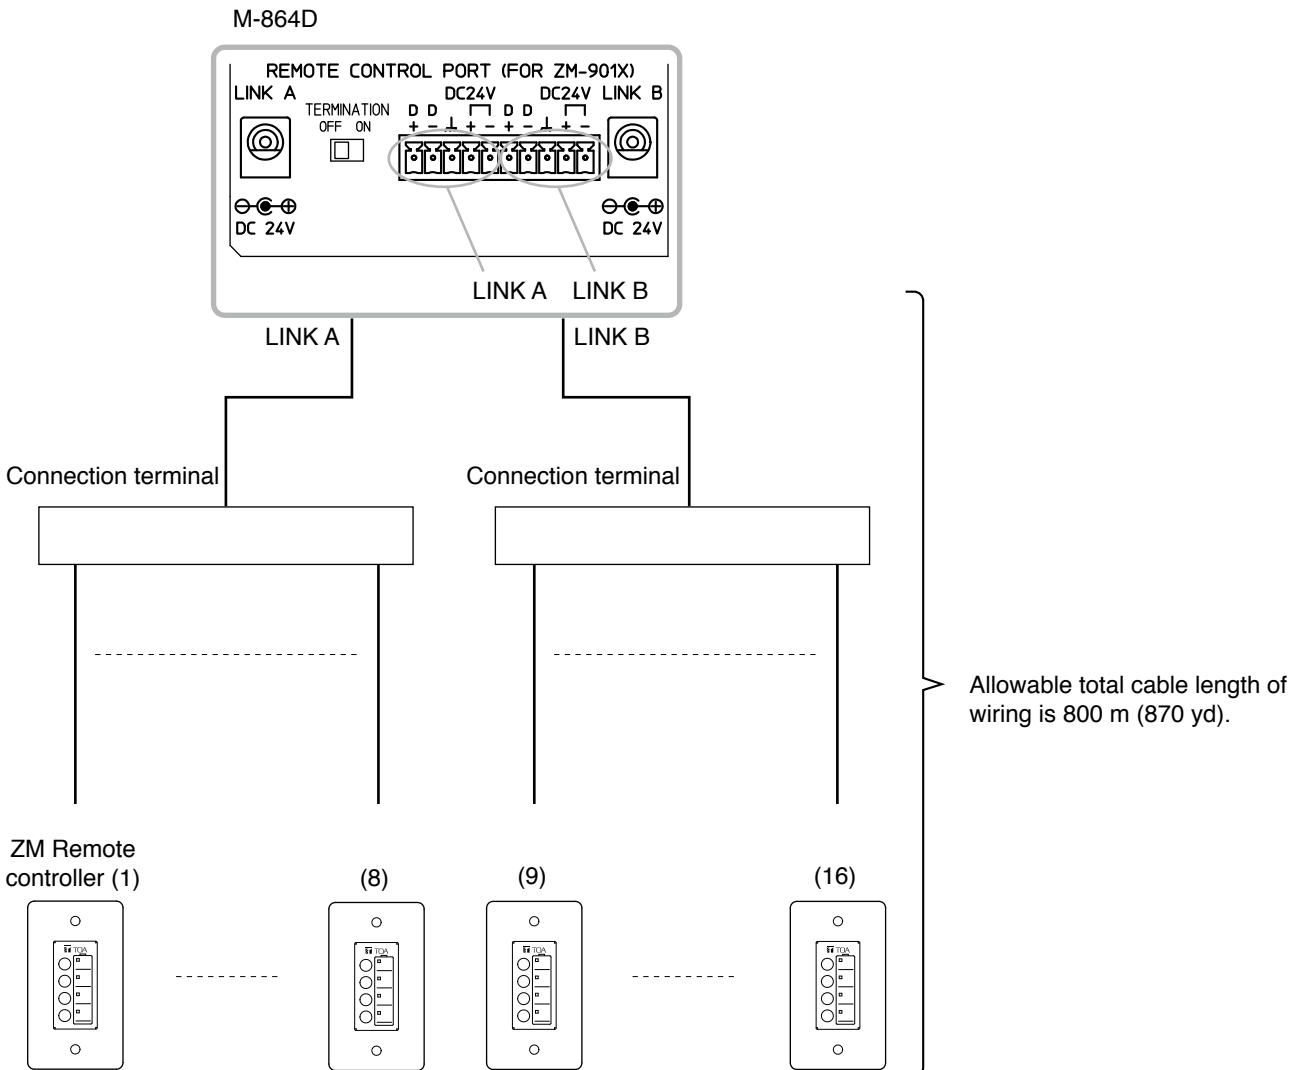 M-864D
REMOTE CONTROL PORT (FOR ZM-901X)
LINK A
DC24V
DC24V
LINK B
TERMINATION
OFF ON
D D
D D
+ − ⊥ + − + − ⊥ + −
⊖ ⊕
DC 24V
⊖ ⊕
DC 24V
LINK A LINK B
LINK A
LINK B
Connection terminal
Connection terminal
Allowable total cable length of
wiring is 800 m (870 yd).
ZM Remote
controller (1)
(8)
(9)
(16)
TOA
TOA
TOA
TOA